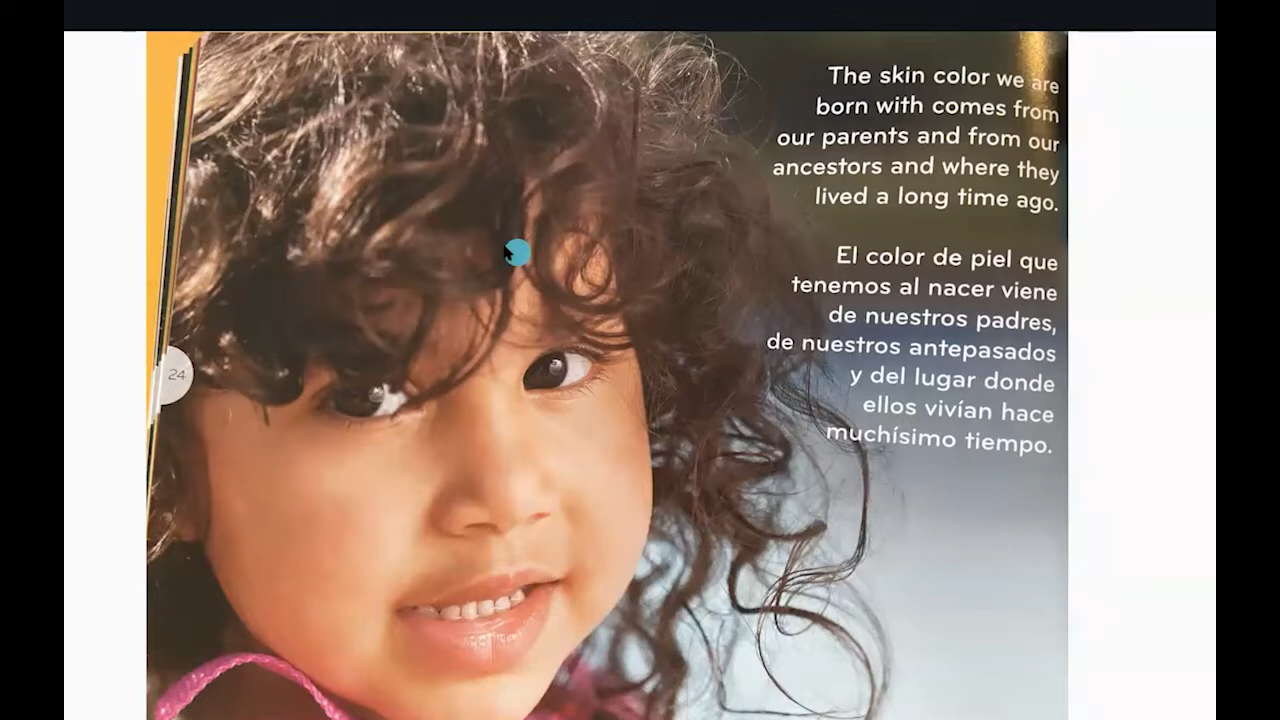 The skin color we are
born with comes from
our parents and from our
ancestors and where they
lived a long time ago.
El color de piel que
tenemos al nacer viene
de nuestros padres,
de nuestros antepasados
y del lugar donde
ellos vivían hace
muchísimo tiempo.
24